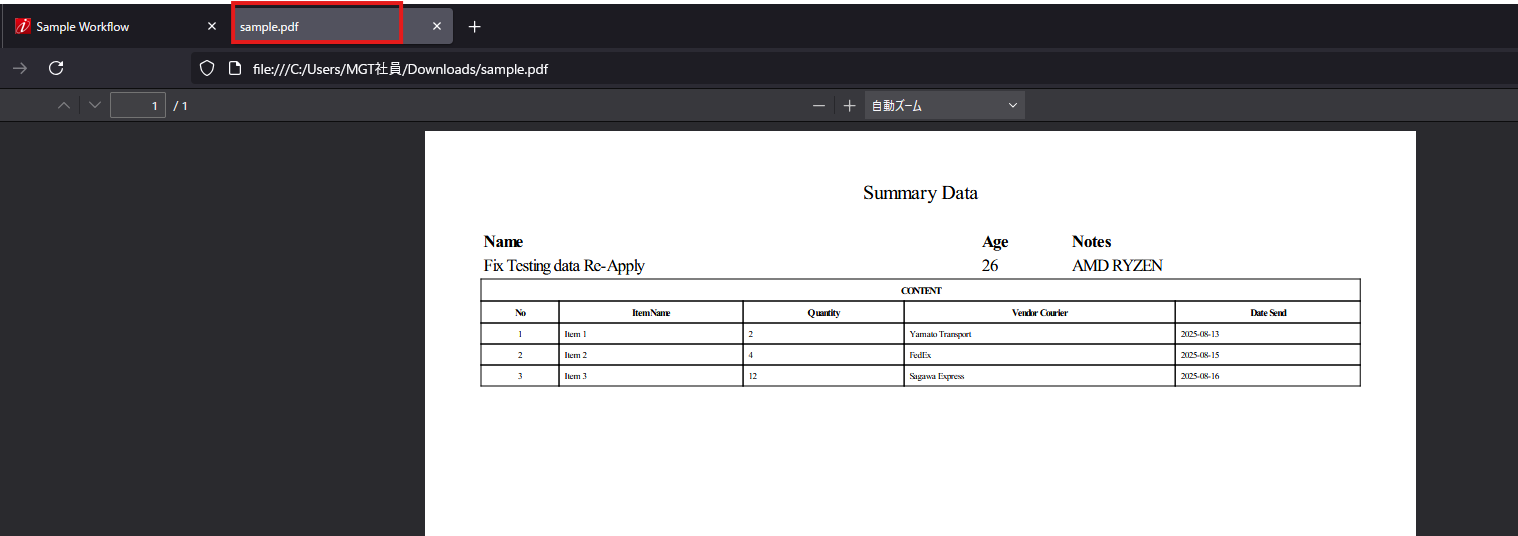 Sample Workflow
sample.pdf
file:///C:/Users/MGT社員/Downloads/sample.pdf
1 / 1
自動ズーム
Summary Data
Name Age Notes
Fix Testing data Re-Apply 26 AMD RYZEN
CONTENT
No ItemName Quantity Vendor Courier Date Send
1 Item 1 2 Yamato Transport 2025-08-13
2 Item 2 4 FedEx 2025-08-15
3 Item 3 12 Sagawa Express 2025-08-16